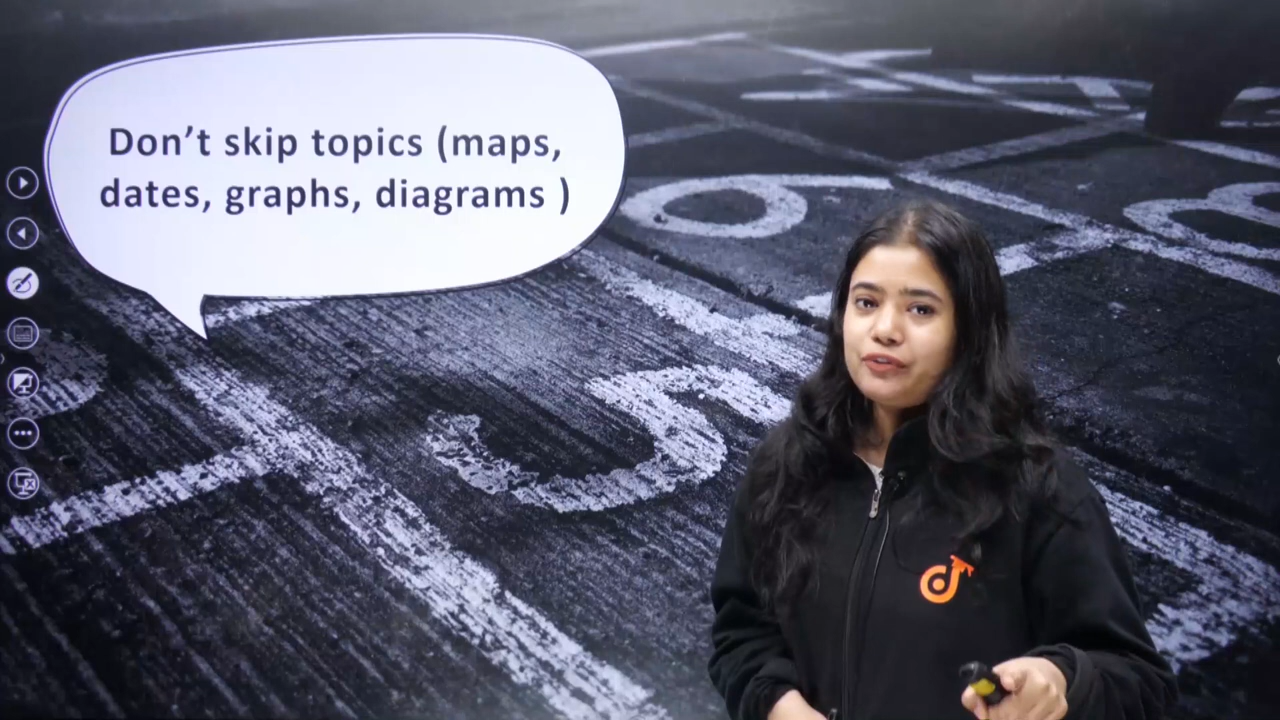 Don’t skip topics (maps,
dates, graphs, diagrams )